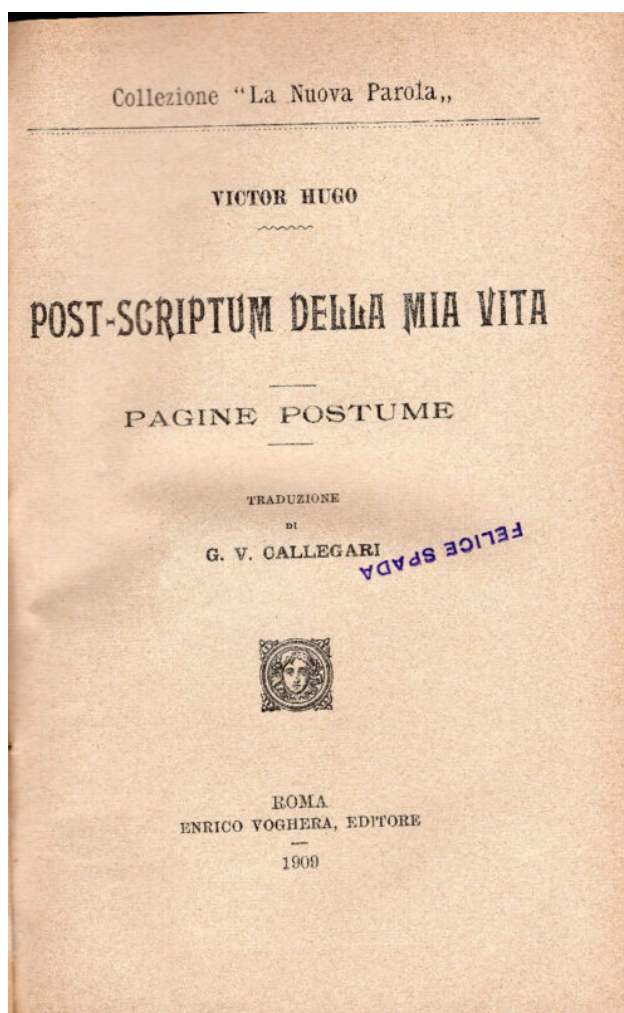 Collezione “La Nuova Parola„
VICTOR HUGO
POST-SCRIPTUM DELLA MIA VITA
PAGINE POSTUME
TRADUZIONE
DI
G. V. CALLEGARI
FELICE SPADA
ROMA
ENRICO VOGHERA, EDITORE
1909